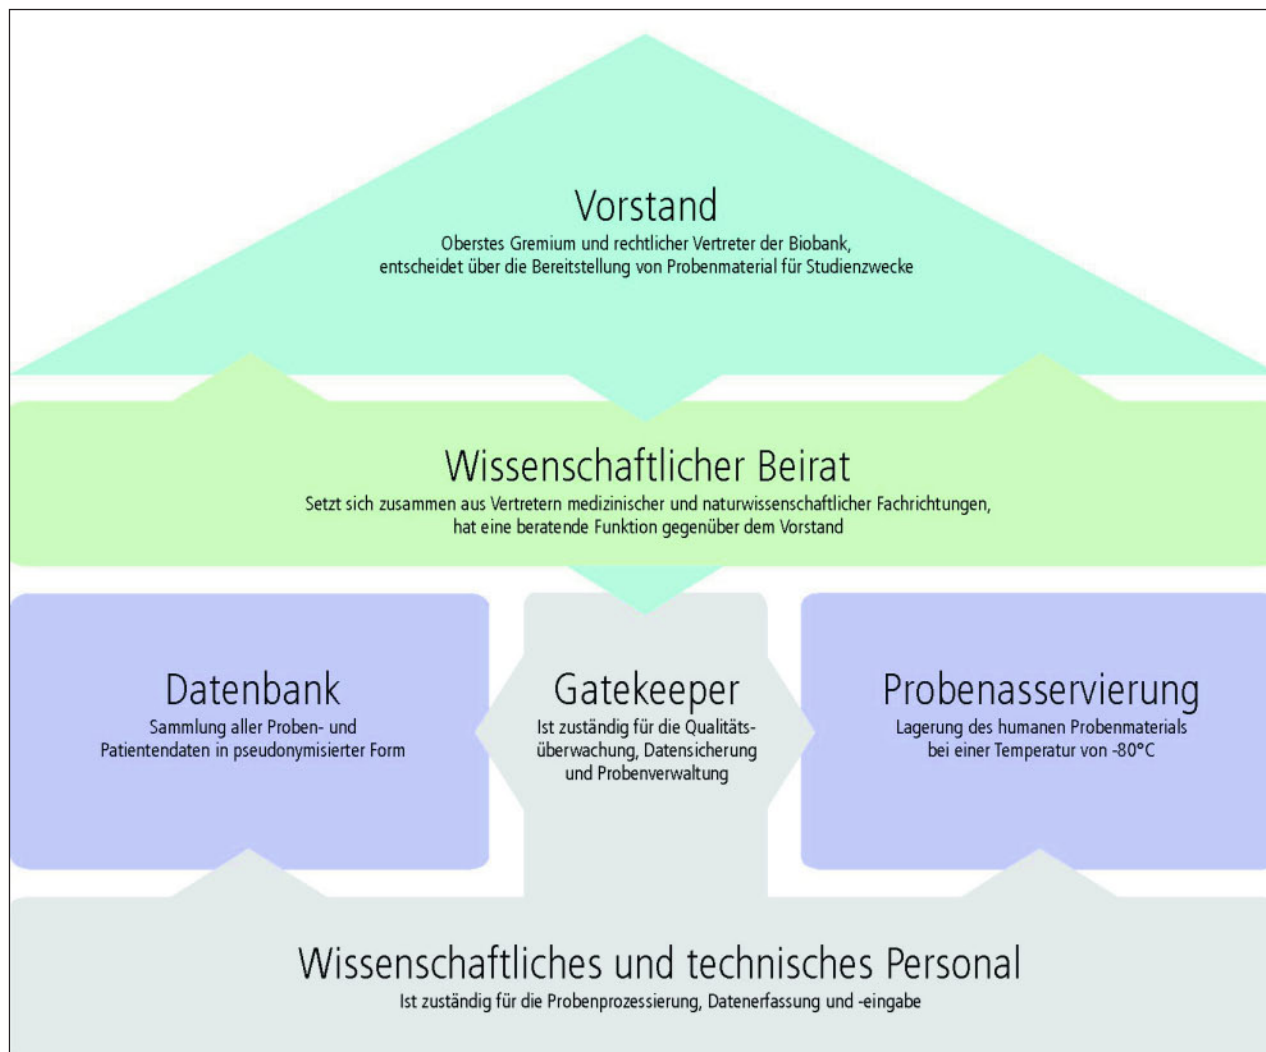 Vorstand
Oberstes Gremium und rechtlicher Vertreter der Biobank,
entscheidet über die Bereitstellung von Probenmaterial für Studienzwecke
Wissenschaftlicher Beirat
Setzt sich zusammen aus Vertretern medizinischer und naturwissenschaftlicher Fachrichtungen,
hat eine beratende Funktion gegenüber dem Vorstand
Datenbank
Sammlung aller Proben- und
Patientendaten in pseudonymisierter Form
Gatekeeper
Ist zuständig für die Qualitäts-
überwachung, Datensicherung
und Probenverwaltung
Probenasservierung
Lagerung des humanen Probenmaterials
bei einer Temperatur von -80°C
Wissenschaftliches und technisches Personal
Ist zuständig für die Probenprozessierung, Datenerfassung und -eingabe